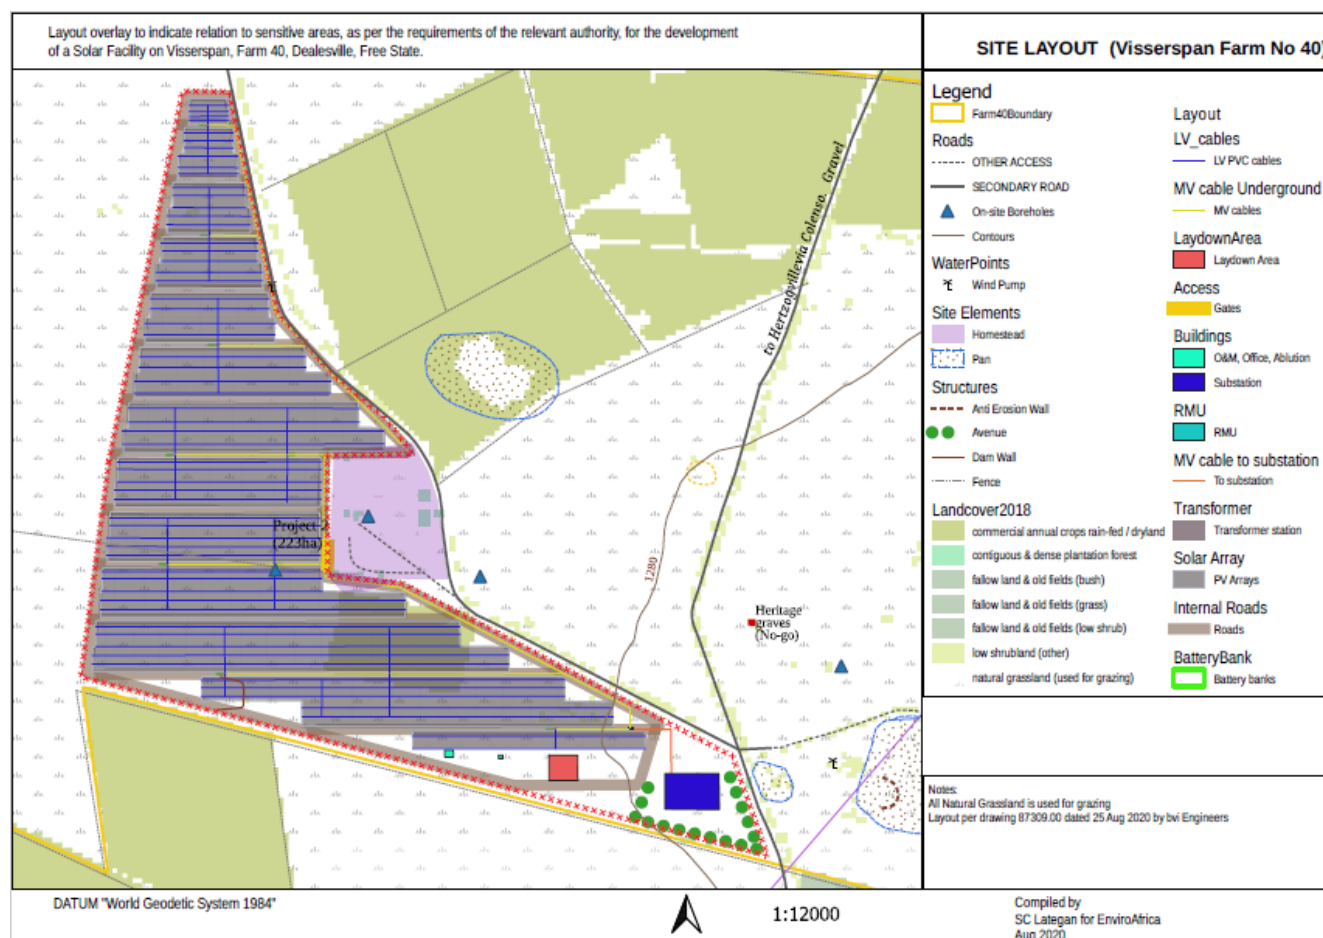 Layout overlay to indicate relation to sensitive areas, as per the requirements of the relevant authority, for the development
of a Solar Facility on Visserspan, Farm 40, Dealesville, Free State.
SITE LAYOUT (Visserspan Farm No 40)
Legend
Farm40Boundary
Roads
OTHER ACCESS
SECONDARY ROAD
On-site Boreholes
Contours
WaterPoints
Wind Pump
Site Elements
Homestead
Pan
Structures
Anti Erosion Wall
Avenue
Dam Wall
Fence
Landcover2018
commercial annual crops rain-fed / dryland
contiguous & dense plantation forest
fallow land & old fields (bush)
fallow land & old fields (grass)
fallow land & old fields (low shrub)
low shrubland (other)
natural grassland (used for grazing)
Layout
LV_cables
LV PVC cables
MV cable Underground
MV cables
LaydownArea
Laydown Area
Access
Gates
Buildings
O&M, Office, Ablution
Substation
RMU
RMU
MV cable to substation
To substation
Transformer
Transformer station
Solar Array
PV Arrays
Internal Roads
Roads
BatteryBank
Battery banks
to Hertzogvillevia Colenso. Gravel
Project 2
(223ha)
1280
Heritage
graves
(No-go)
Notes:
All Natural Grassland is used for grazing
Layout per drawing 87309.00 dated 25 Aug 2020 by bvi Engineers
DATUM "World Geodetic System 1984"
1:12000
Compiled by
SC Lategan for EnviroAfrica
Aug 2020